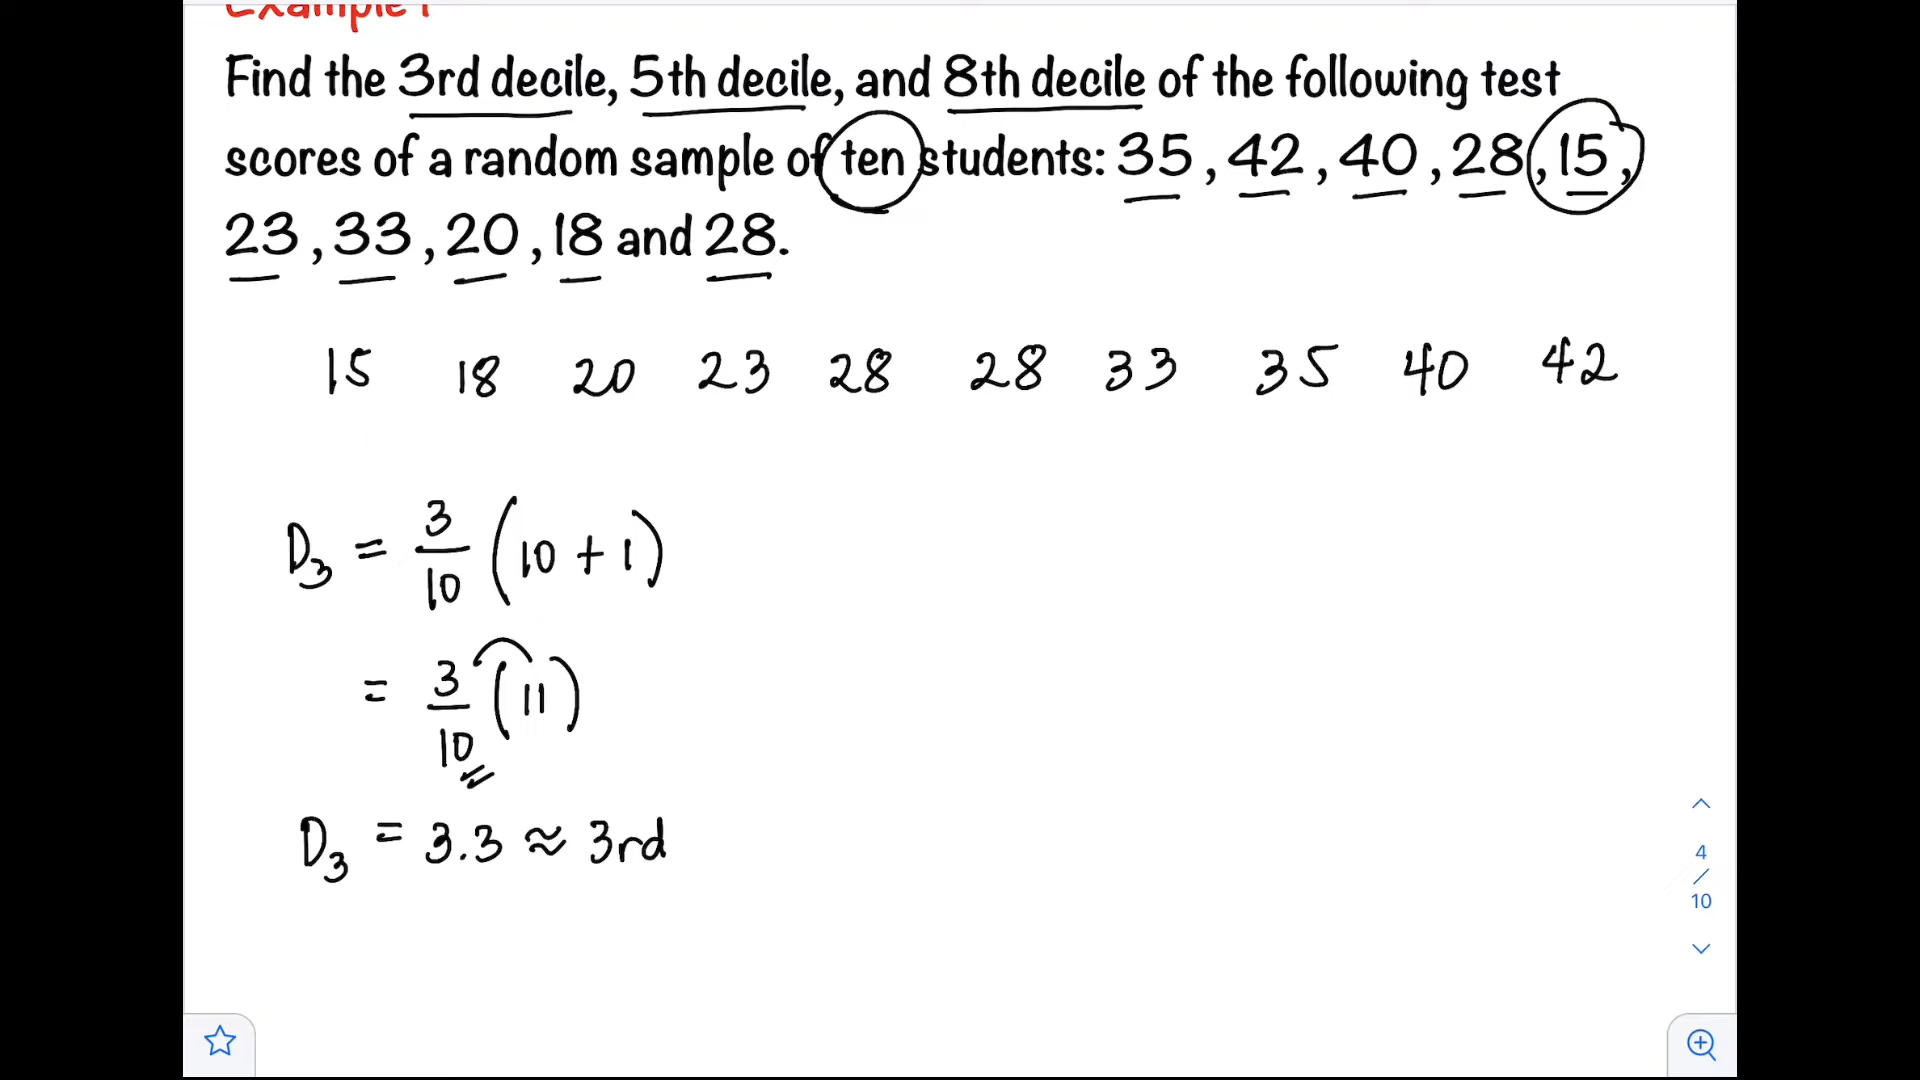 Example 1
Find the 3rd decile, 5th decile, and 8th decile of the following test
scores of a random sample of ten students: 35, 42, 40, 28, 15,
23, 33, 20, 18 and 28.
15 18 20 23 28 28 33 35 40 42
D₃ = 3/10 (10 + 1)
= 3/10 (11)
D₃ = 3.3 ≈ 3rd
4
/
10